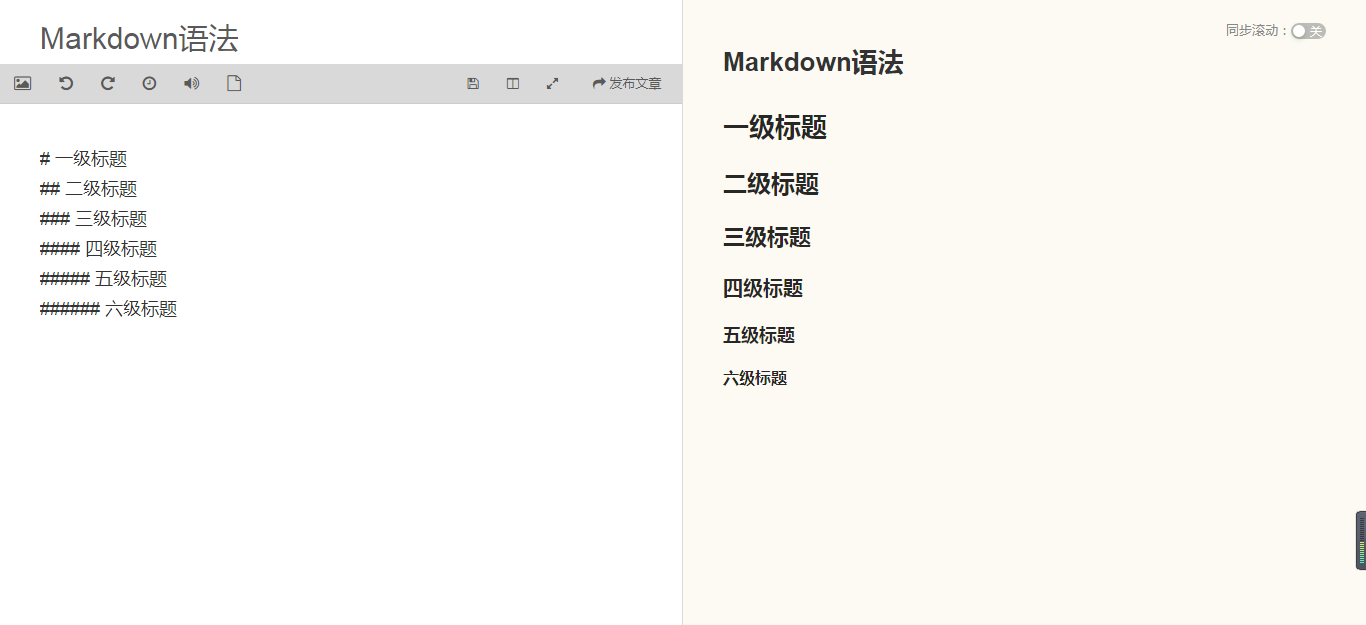 Markdown语法
发布文章
# 一级标题
## 二级标题
### 三级标题
#### 四级标题
##### 五级标题
###### 六级标题
同步滚动：关
Markdown语法
一级标题
二级标题
三级标题
四级标题
五级标题
六级标题